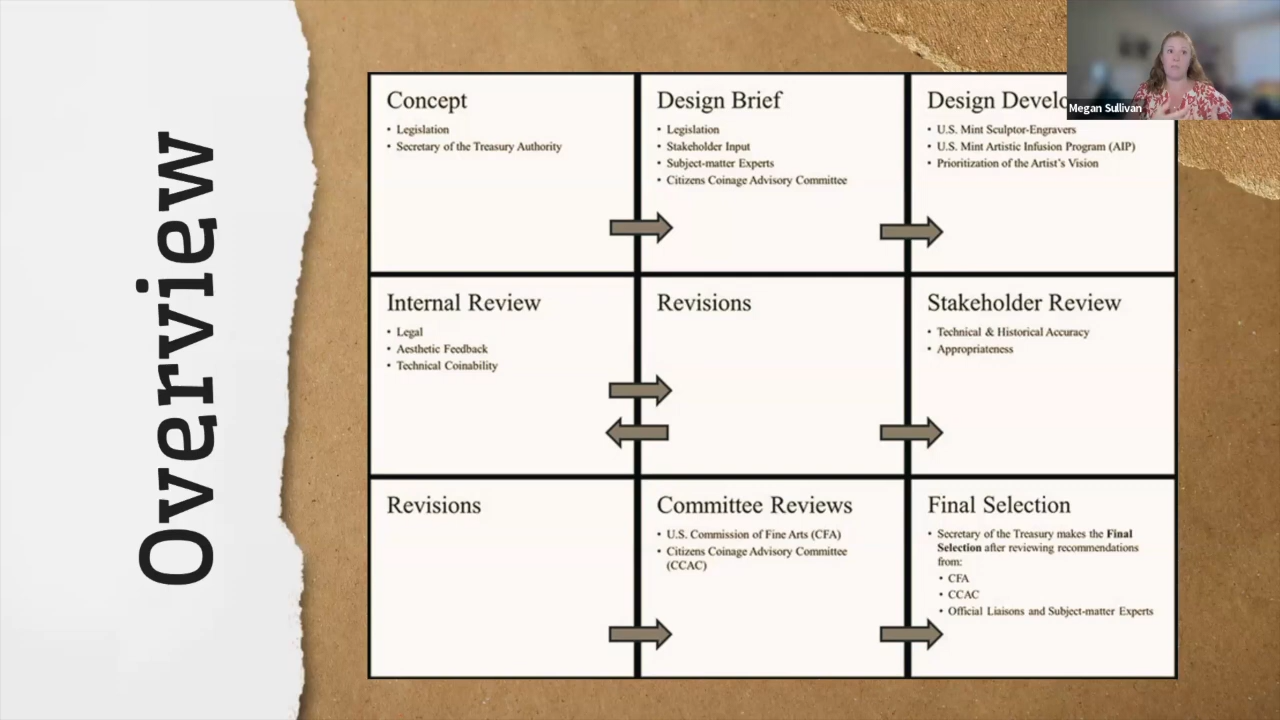 Overview
Concept
• Legislation
• Secretary of the Treasury Authority
Design Brief
• Legislation
• Stakeholder Input
• Subject-matter Experts
• Citizens Coinage Advisory Committee
Design Develo
• U.S. Mint Sculptor-Engravers
• U.S. Mint Artistic Infusion Program (AIP)
• Prioritization of the Artist's Vision
Megan Sullivan
Internal Review
• Legal
• Aesthetic Feedback
• Technical Coinability
Revisions
Stakeholder Review
• Technical & Historical Accuracy
• Appropriateness
Revisions
Committee Reviews
• U.S. Commission of Fine Arts (CFA)
• Citizens Coinage Advisory Committee
(CCAC)
Final Selection
• Secretary of the Treasury makes the Final
Selection after reviewing recommendations
from:
• CFA
• CCAC
• Official Liaisons and Subject-matter Experts